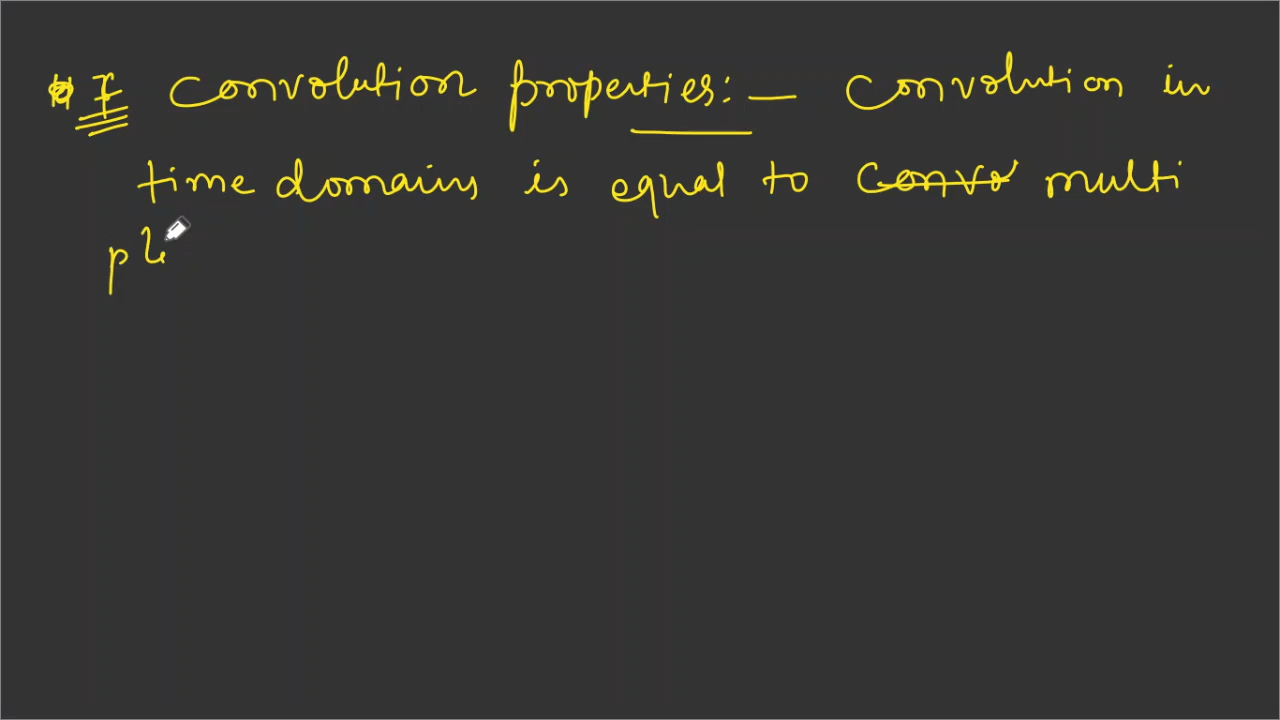 I convolution properties:—  convolution in
time domains is equal to convo multi
pli